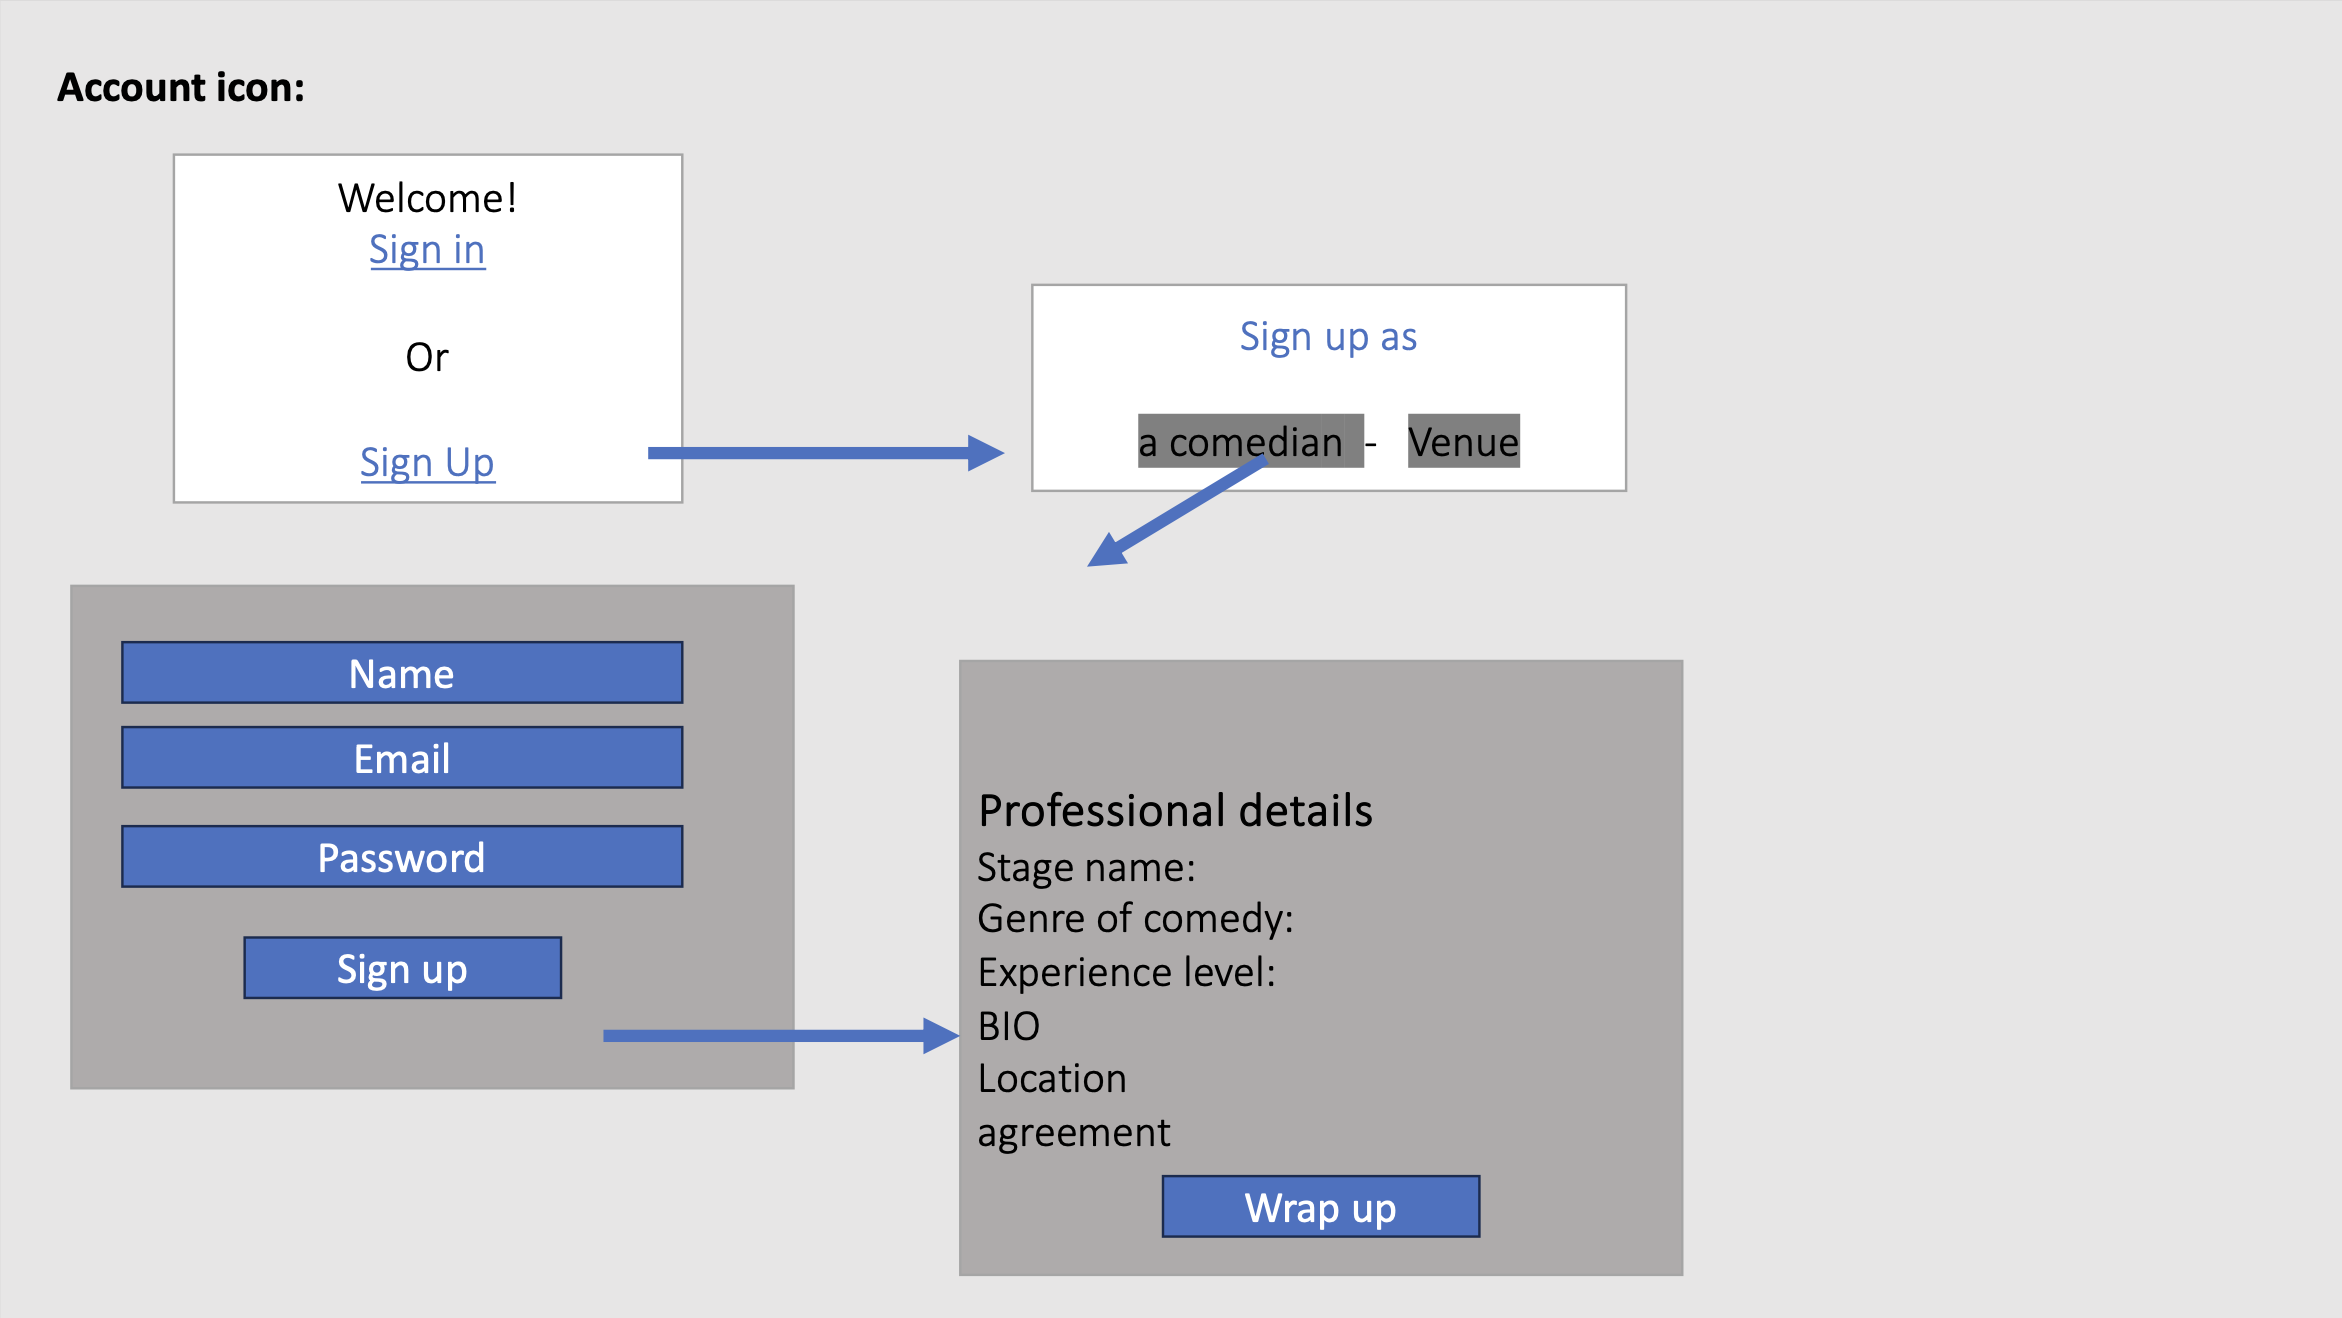 Account icon:
Welcome!
Sign in
Or
Sign Up
Sign up as
a comedian - Venue
Name
Email
Password
Sign up
Professional details
Stage name:
Genre of comedy:
Experience level:
BIO
Location
agreement
Wrap up